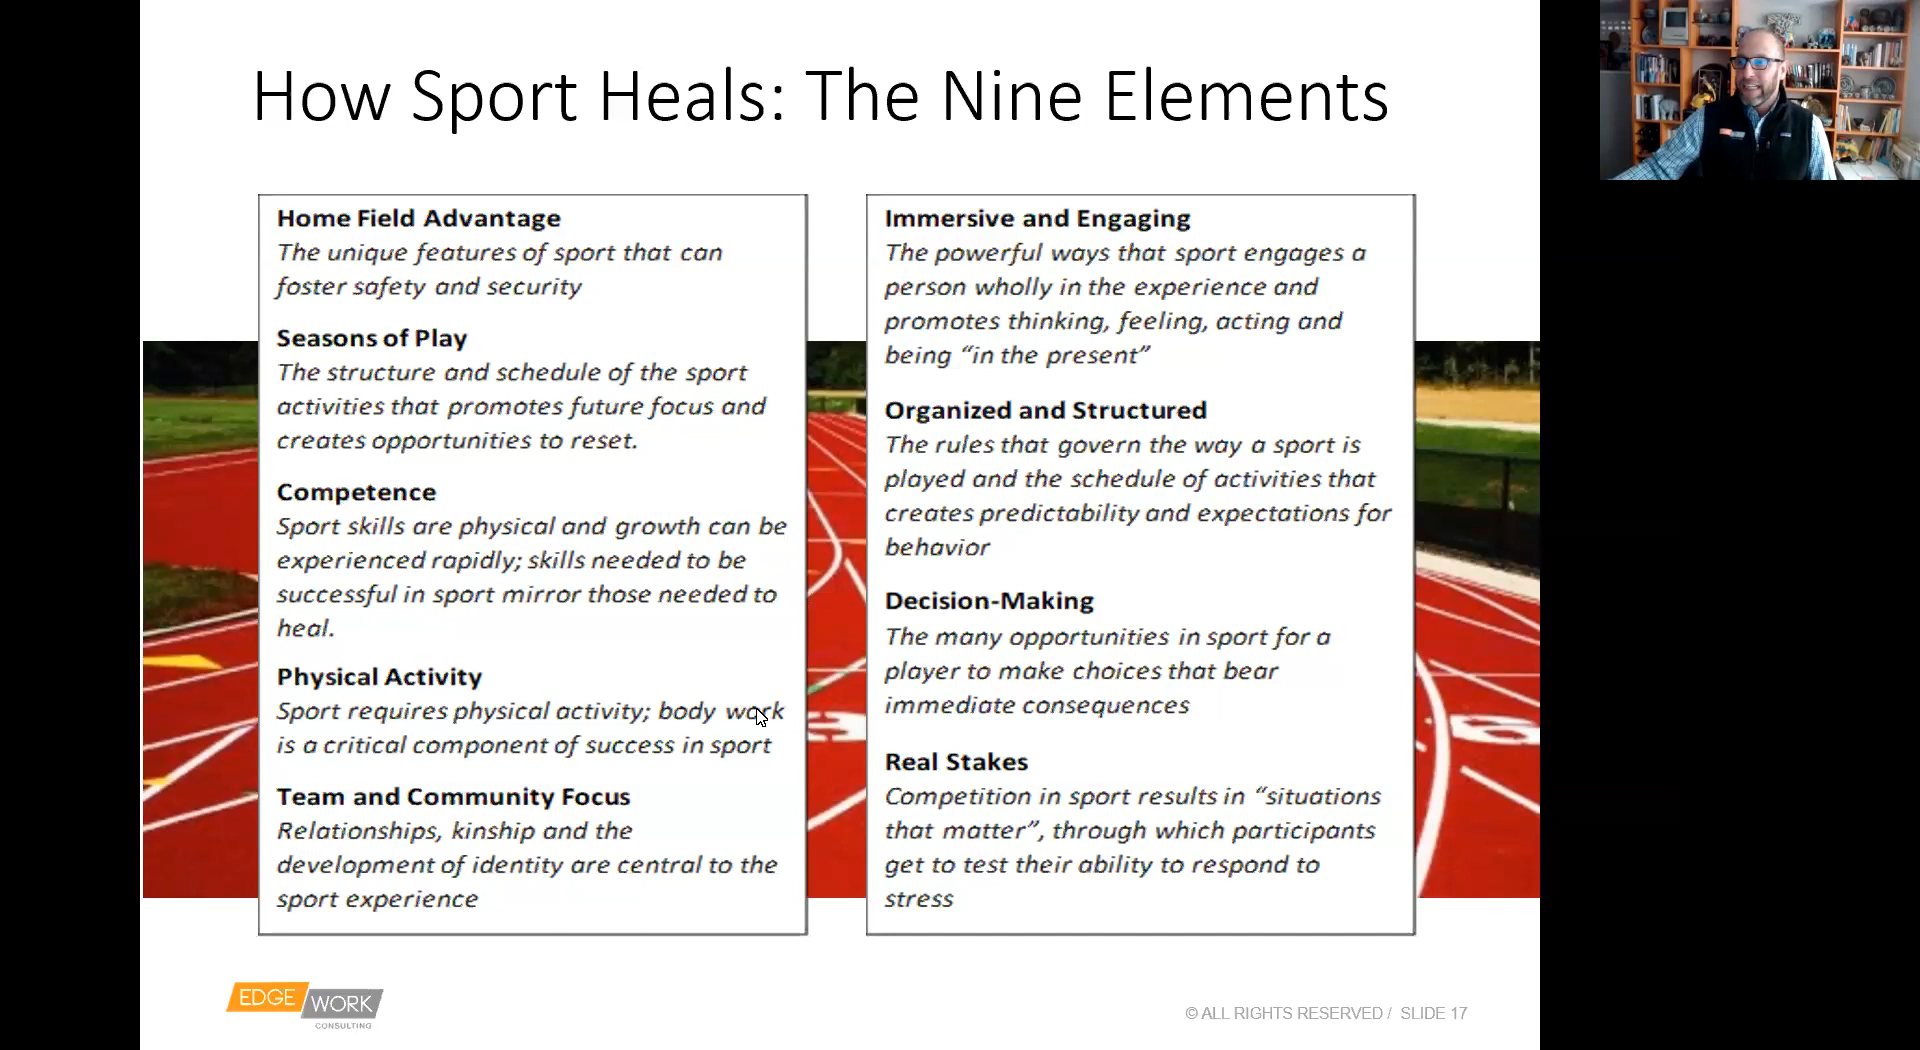 How Sport Heals: The Nine Elements
Home Field Advantage
The unique features of sport that can
foster safety and security
Seasons of Play
The structure and schedule of the sport
activities that promotes future focus and
creates opportunities to reset.
Competence
Sport skills are physical and growth can be
experienced rapidly; skills needed to be
successful in sport mirror those needed to
heal.
Physical Activity
Sport requires physical activity; body work
is a critical component of success in sport
Team and Community Focus
Relationships, kinship and the
development of identity are central to the
sport experience
Immersive and Engaging
The powerful ways that sport engages a
person wholly in the experience and
promotes thinking, feeling, acting and
being “in the present”
Organized and Structured
The rules that govern the way a sport is
played and the schedule of activities that
creates predictability and expectations for
behavior
Decision-Making
The many opportunities in sport for a
player to make choices that bear
immediate consequences
Real Stakes
Competition in sport results in “situations
that matter”, through which participants
get to test their ability to respond to
stress
EDGE WORK
CONSULTING
© ALL RIGHTS RESERVED / SLIDE 17